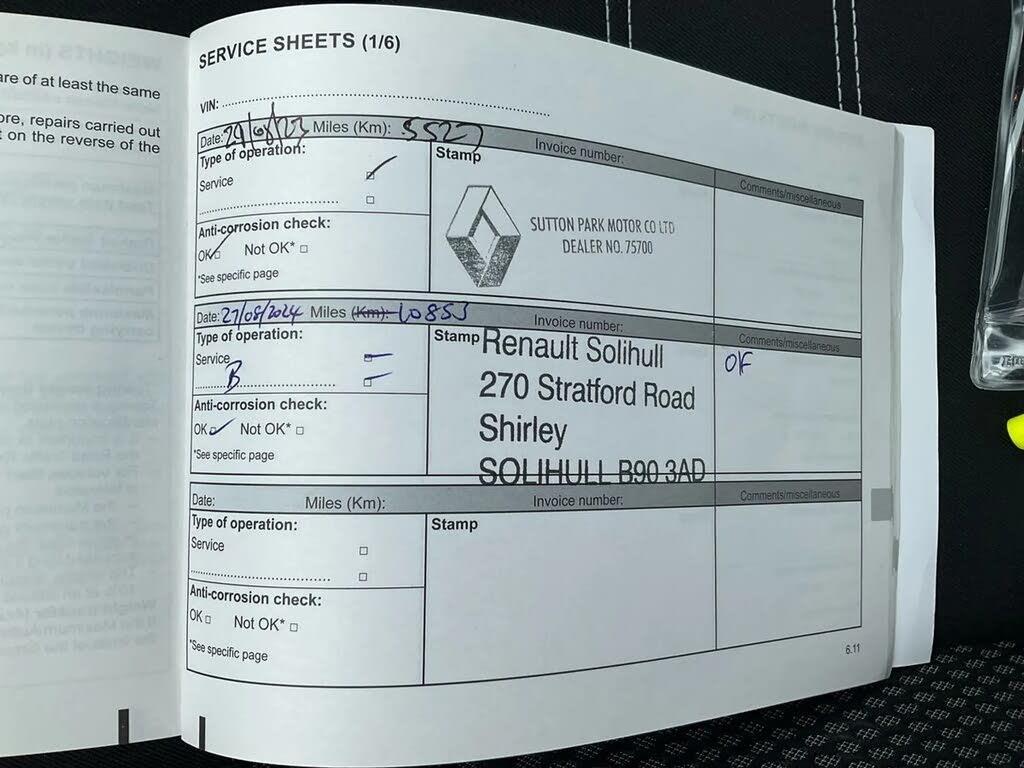 are of at least the same
ore, repairs carried out
t on the reverse of the
SERVICE SHEETS (1/6)
VIN:
Date: 29/08/23 Miles (Km): 5527 Invoice number: Comments/miscellaneous
Type of operation:
Service
Stamp
SUTTON PARK MOTOR CO LTD
DEALER NO. 75700
Anti-corrosion check:
OK Not OK*
*See specific page
Date: 27/08/2024 Miles (Km): 10853 Invoice number: Comments/miscellaneous
Type of operation:
Service
B
Stamp
Renault Solihull
270 Stratford Road
Shirley
SOLIHULL B90 3AD
Anti-corrosion check:
OK Not OK*
*See specific page
Date: Miles (Km): Invoice number: Comments/miscellaneous
Type of operation:
Service
Stamp
Anti-corrosion check:
OK Not OK*
*See specific page
6.11